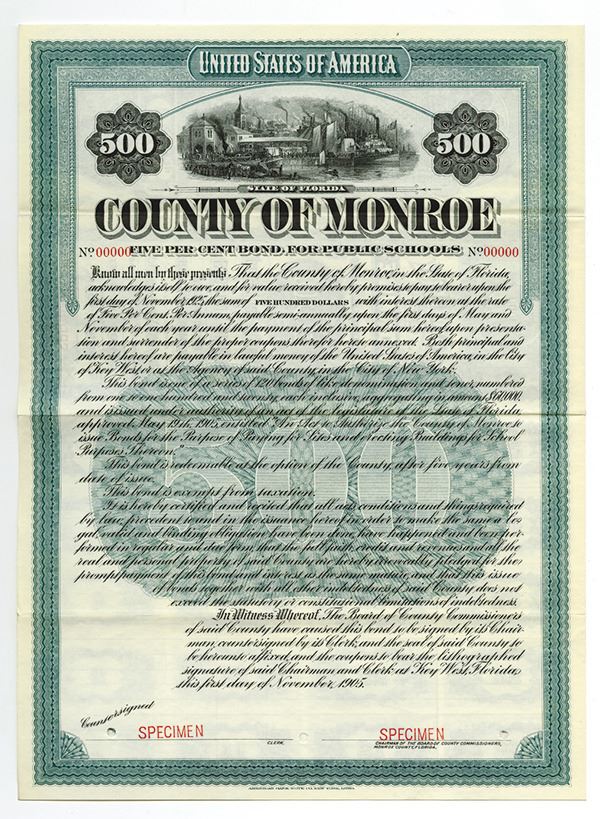 UNITED STATES OF AMERICA
500
500
STATE OF FLORIDA
COUNTY OF MONROE
No 00000 FIVE PER CENT BOND, FOR PUBLIC SCHOOLS No 00000
Know all men by these presents: That the County of Monroe, in the State of Florida,
acknowledges itself to owe, and for value received hereby promises to pay to bearer upon the
first day of November 1925, the sum of FIVE HUNDRED DOLLARS with interest thereon at the rate
of Five Per Cent. Per Annum, payable semi-annually, upon the first days of May and
November of each year until the payment of the principal sum hereof upon presenta-
tion and surrender of the proper coupons therefor hereto annexed. Both principal and
interest hereof are payable in lawful money of the United States of America, in the City
of Key West or at the Agency of said County, in the City of New York.
This bond is one of a series of 120 bonds of like denomination and tenor, numbered
from one to one hundred and twenty, each inclusive, aggregating in amount $60,000,
and is issued under authority of an act of the Legislature of the State of Florida,
approved May 19th, 1905, entitled "An Act to Authorize the County of Monroe to
issue Bonds for the Purpose of Paying for Sites and Erecting Buildings for School
Purposes Thereon."
This bond is redeemable at the option of the County, after five years from
date of issue.
This bond is exempt from taxation.
It is hereby certified and recited that all acts, conditions and things required
by law, precedent to and in the issuance hereof in order to make the same a le-
gal, valid and binding obligation have been done, have happened and been per-
formed in regular and due form, that the full faith, credit and revenues and all the
real and personal property of said County are hereby irrevocably pledged for the
prompt payment of this bond and interest as the same mature, and that this issue
of bonds together with all other indebtedness of said County does not
exceed the statutory or constitutional limitations of indebtedness.
In Witness Whereof, The Board of County Commissioners
of said County have caused this bond to be signed by its Chair-
man, countersigned by its Clerk, and the seal of said County to
be hereunto affixed, and the coupons to bear the lithographed
signature of said Chairman and Clerk at Key West, Florida,
this first day of November, 1905.
Countersigned
SPECIMEN
SPECIMEN
CLERK.
CHAIRMAN OF THE BOARD OF COUNTY COMMISSIONERS,
MONROE COUNTY, FLORIDA.